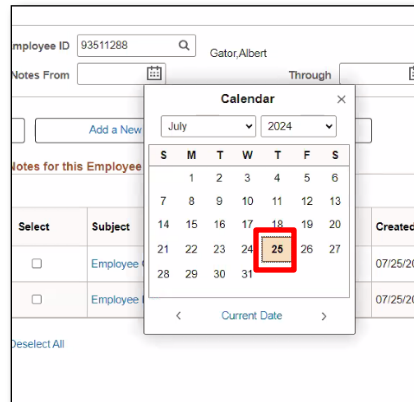 mployee ID 93511288 Gator,Albert
Notes From Through
Calendar ×
July 2024
Add a New
S M T W T F S
1 2 3 4 5 6
7 8 9 10 11 12 13
14 15 16 17 18 19 20
21 22 23 24 25 26 27
28 29 30 31
Current Date
Notes for this Employee
Select Subject Created
Employee 07/25/20
Employee 07/25/20
Deselect All